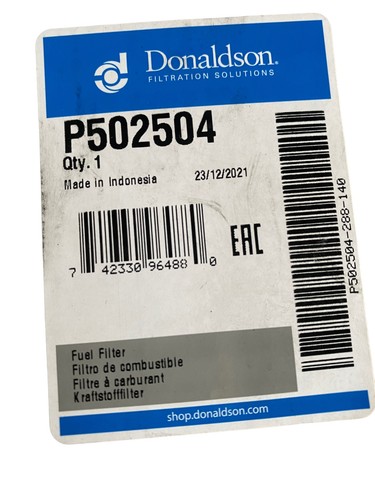 Donaldson®
FILTRATION SOLUTIONS
P502504
Qty. 1
Made in Indonesia 23/12/2021
7 42330 96488 0
EAC
P502504-288-140
Fuel Filter
Filtro de combustible
Filtre à carburant
Kraftstofffilter
shop.donaldson.com